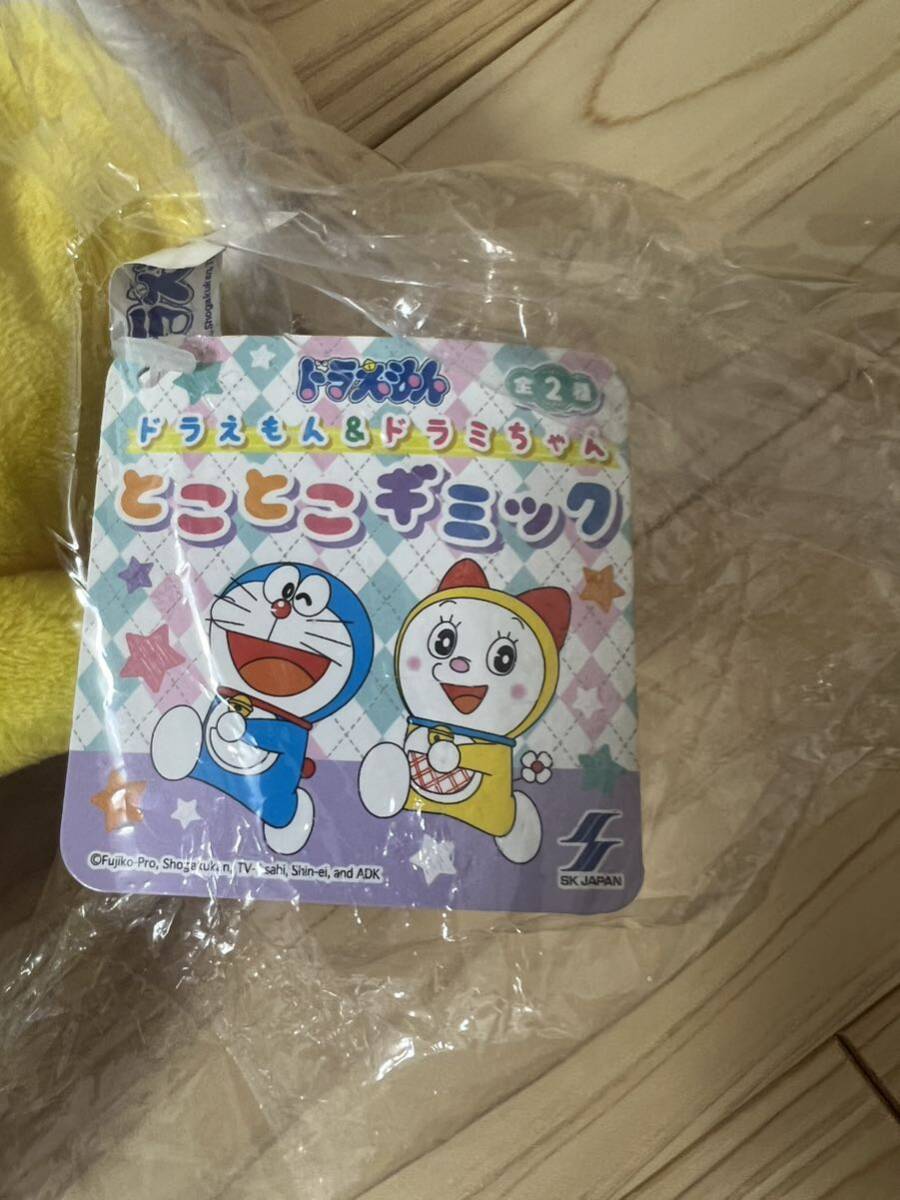 Shogakukan,
ドラえもん
全2種
ドラえもん&ドラミちゃん
とことこギミック
©Fujiko-Pro, Shogakukan, TV-Asahi, Shin-ei, and ADK
SK JAPAN